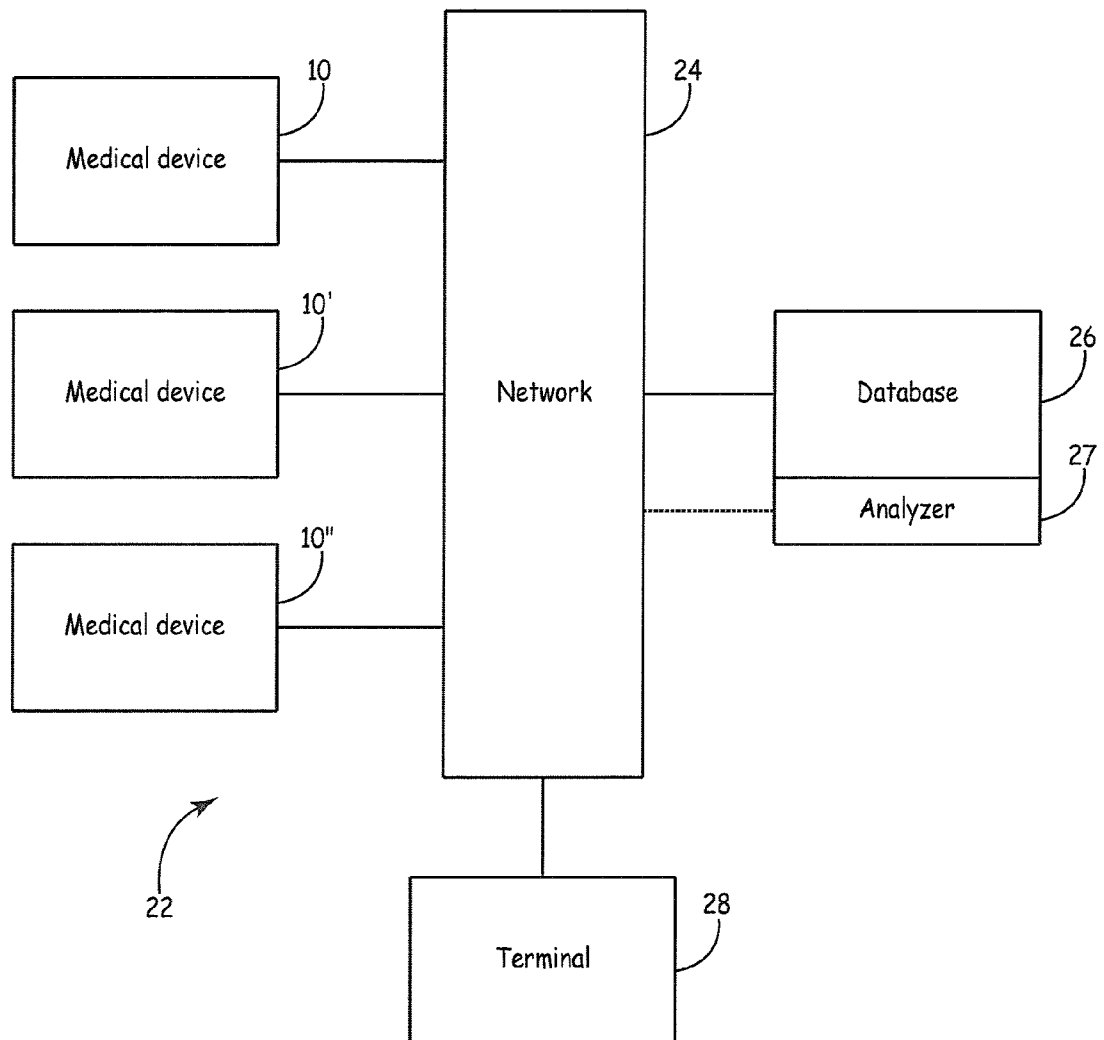 10
24
Medical device
10'
26
Medical device
Network
Database
27
Analyzer
10"
Medical device
22
28
Terminal